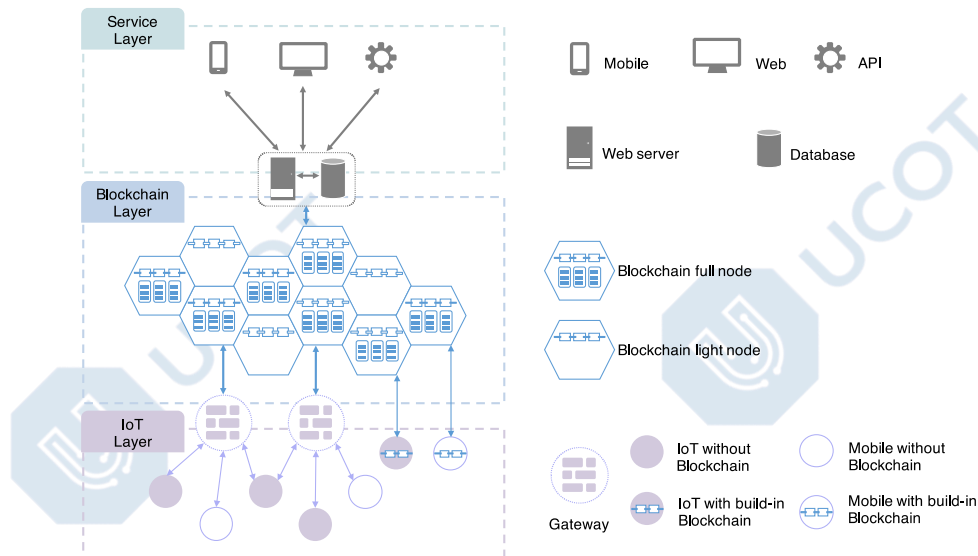 Service
Layer
Mobile
Web
API
Web server
Database
Blockchain
Layer
Blockchain full node
Blockchain light node
IoT
Layer
IoT without
Blockchain
Mobile without
Blockchain
Gateway
IoT with build-in
Blockchain
Mobile with build-in
Blockchain
UCOT
UCOT